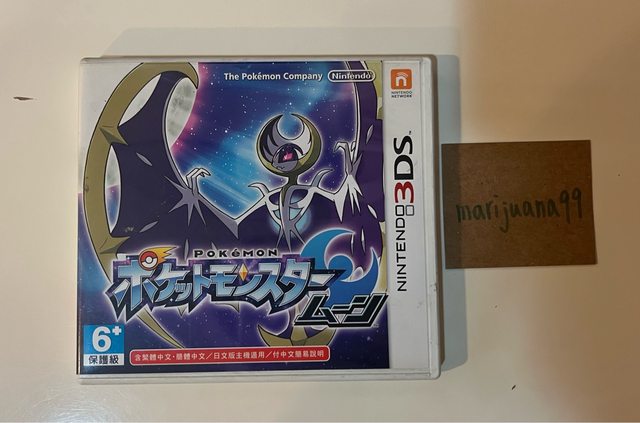 The Pokémon Company Nintendo
NINTENDO
NETWORK
NINTENDO 3DS
POKÉMON
ポケットモンスター
ムーン
6+
保護級
含繁體中文・簡體中文／日文版主機適用／付中文簡易說明
marijuana99